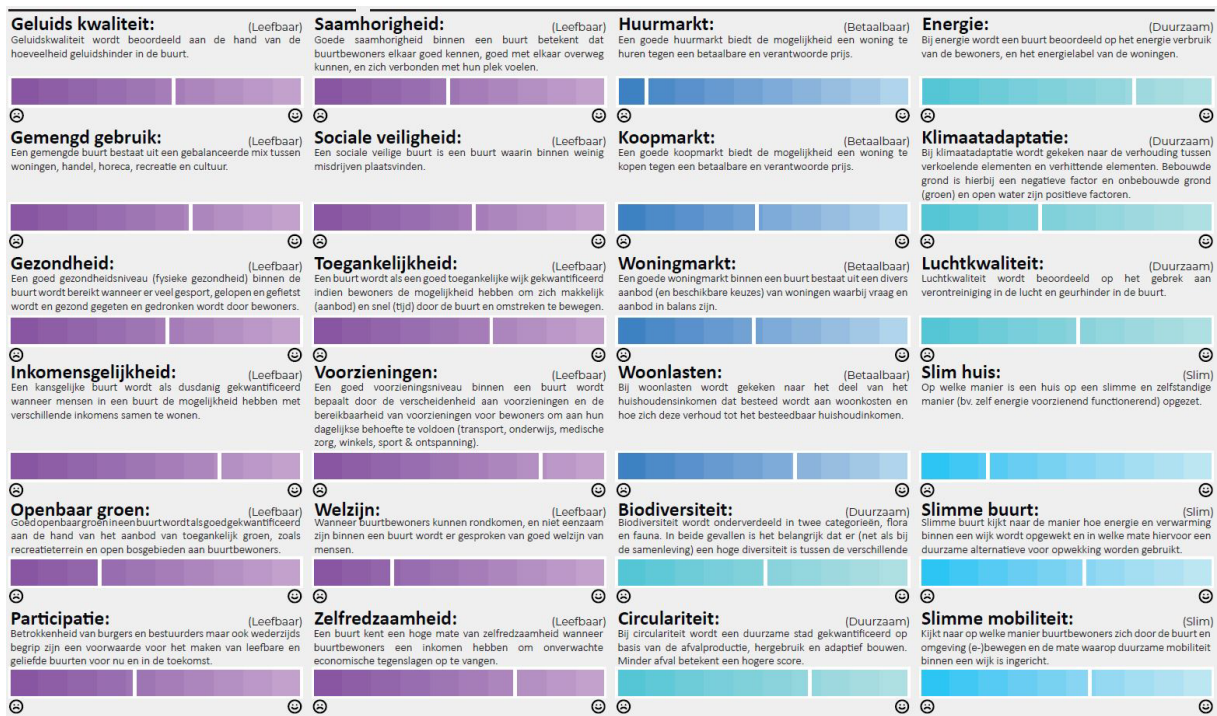 Geluids kwaliteit: (Leefbaar)
Geluidskwaliteit wordt beoordeeld aan de hand van de
hoeveelheid geluidshinder in de buurt.
Gemengd gebruik: (Leefbaar)
Een gemengde buurt bestaat uit een gebalanceerde mix tussen
woningen, handel, horeca, recreatie en cultuur.
Gezondheid: (Leefbaar)
Een goed gezondheidsniveau (fysieke gezondheid) binnen de
buurt wordt bereikt wanneer er veel gesport, gelopen en gefietst
wordt en gezond gegeten en gedronken wordt door bewoners.
Inkomensgelijkheid: (Leefbaar)
Een kansgelijke buurt wordt als dusdanig gekwantificeerd
wanneer mensen in een buurt de mogelijkheid hebben met
verschillende inkomens samen te wonen.
Openbaar groen: (Leefbaar)
Goed openbaar groen in een buurt wordt als goed gekwantificeerd
aan de hand van het aanbod van toegankelijk groen, zoals
recreatieterrein en open bosgebieden aan buurtbewoners.
Participatie: (Leefbaar)
Betrokkenheid van burgers en bestuurders maar ook wederzijds
begrip zijn een voorwaarde voor het maken van leefbare en
geliefde buurten voor nu en in de toekomst.
Saamhorigheid: (Leefbaar)
Goede saamhorigheid binnen een buurt betekent dat
buurtbewoners elkaar goed kennen, goed met elkaar overweg
kunnen, en zich verbonden met hun plek voelen.
Sociale veiligheid: (Leefbaar)
Een sociale veilige buurt is een buurt waarin binnen weinig
misdrijven plaatsvinden.
Toegankelijkheid: (Leefbaar)
Een buurt wordt als een goed toegankelijke wijk gekwantificeerd
indien bewoners de mogelijkheid hebben om zich makkelijk
(aanbod) en snel (tijd) door de buurt en omstreken te bewegen.
Voorzieningen: (Leefbaar)
Een goed voorzieningsniveau binnen een buurt wordt
bepaalt door de verscheidenheid aan voorzieningen en de
bereikbaarheid van voorzieningen voor bewoners om aan hun
dagelijkse behoefte te voldoen (transport, onderwijs, medische
zorg, winkels, sport & ontspanning).
Welzijn: (Leefbaar)
Wanneer buurtbewoners kunnen rondkomen, en niet eenzaam
zijn binnen een buurt wordt er gesproken van goed welzijn van
mensen.
Zelfredzaamheid: (Leefbaar)
Een buurt kent een hoge mate van zelfredzaamheid wanneer
buurtbewoners een inkomen hebben om onverwachte
economische tegenslagen op te vangen.
Huurmarkt: (Betaalbaar)
Een goede huurmarkt biedt de mogelijkheid een woning te
huren tegen een betaalbare en verantwoorde prijs.
Koopmarkt: (Betaalbaar)
Een goede koopmarkt biedt de mogelijkheid een woning te
kopen tegen een betaalbare en verantwoorde prijs.
Woningmarkt: (Betaalbaar)
Een goede woningmarkt binnen een buurt bestaat uit een divers
aanbod (en beschikbare keuzes) van woningen waarbij vraag en
aanbod in balans zijn.
Woonlasten: (Betaalbaar)
Bij woonlasten wordt gekeken naar het deel van het
huishoudensinkomen dat besteed wordt aan woonkosten en
hoe zich deze verhoud tot het besteedbaar huishoudinkomen.
Biodiversiteit: (Duurzaam)
Biodiversiteit wordt onderverdeeld in twee categorieën, flora
en fauna. In beide gevallen is het belangrijk dat er (net als bij
de samenleving) een hoge diversiteit is tussen de verschillende
Circulariteit: (Duurzaam)
Bij circulariteit wordt een duurzame stad gekwantificeerd op
basis van de afvalproductie, hergebruik en adaptief bouwen.
Minder afval betekent een hogere score.
Energie: (Duurzaam)
Bij energie wordt een buurt beoordeeld op het energie verbruik
van de bewoners, en het energielabel van de woningen.
Klimaatadaptatie: (Duurzaam)
Bij klimaatadaptatie wordt gekeken naar de verhouding tussen
verkoelende elementen en verhittende elementen. Bebouwde
grond is hierbij een negatieve factor en onbebouwde grond
(groen) en open water zijn positieve factoren.
Luchtkwaliteit: (Duurzaam)
Luchtkwaliteit wordt beoordeeld op het gebrek aan
verontreiniging in de lucht en geurhinder in de buurt.
Slim huis: (Slim)
Op welke manier is een huis op een slimme en zelfstandige
manier (bv. zelf energie voorzienend functionerend) opgezet.
Slimme buurt: (Slim)
Slimme buurt kijkt naar de manier hoe energie en verwarming
binnen een wijk wordt opgewekt en in welke mate hiervoor een
duurzame alternatieve voor opwekking worden gebruikt.
Slimme mobiliteit: (Slim)
Kijkt naar op welke manier buurtbewoners zich door de buurt en
omgeving (e-)bewegen en de mate waarop duurzame mobiliteit
binnen een wijk is ingericht.